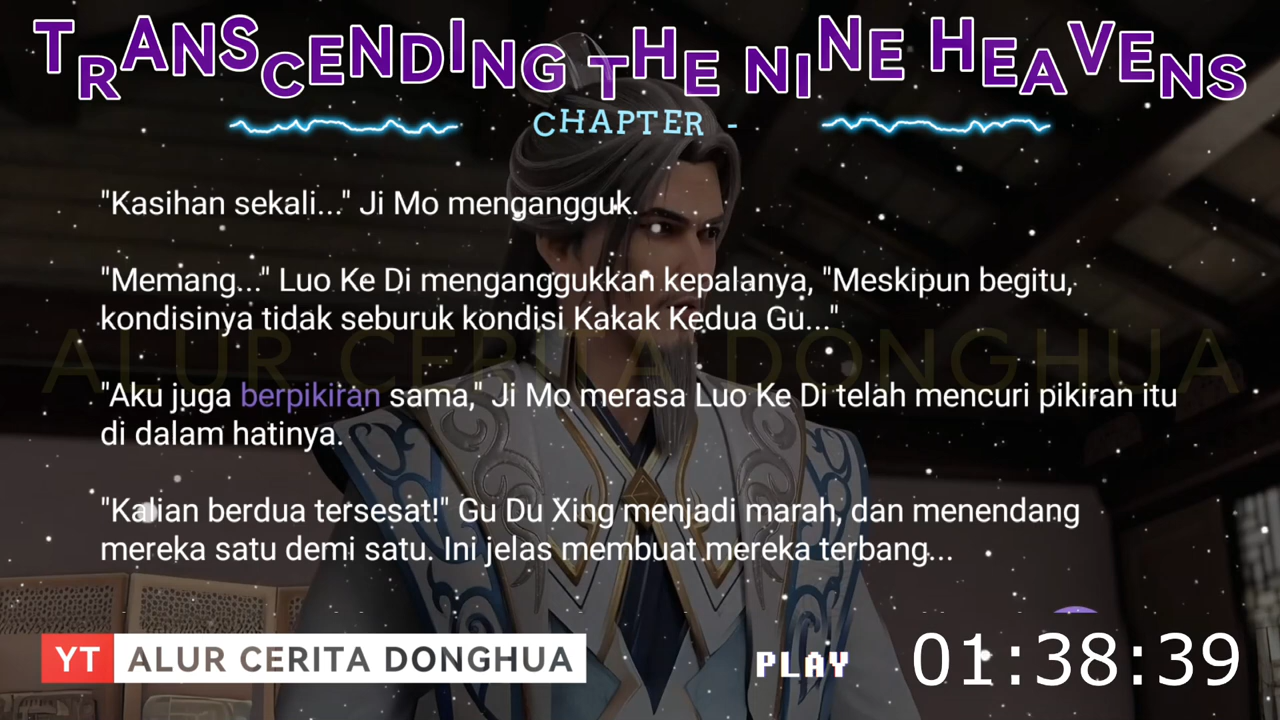 TRANSCENDING THE NINE HEAVENS
CHAPTER -
"Kasihan sekali..." Ji Mo mengangguk.
"Memang..." Luo Ke Di menganggukkan kepalanya, "Meskipun begitu,
kondisinya tidak seburuk kondisi Kakak Kedua Gu..."
ALUR CERITA DONGHUA
"Aku juga berpikiran sama," Ji Mo merasa Luo Ke Di telah mencuri pikiran itu
di dalam hatinya.
"Kalian berdua tersesat!" Gu Du Xing menjadi marah, dan menendang
mereka satu demi satu. Ini jelas membuat mereka terbang...
YT ALUR CERITA DONGHUA
PLAY
01:38:39